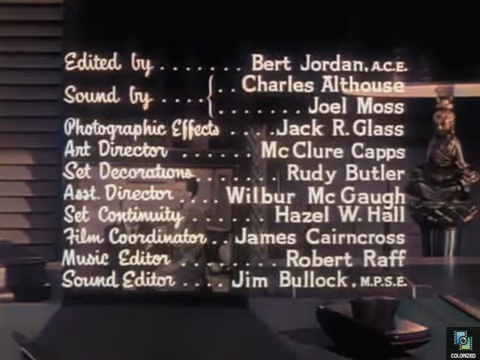 Edited by ........ Bert Jordan, A.C.E.
Sound by .... { .. Charles Althouse
........ Joel Moss
Photographic Effects ....Jack R. Glass
Art Director ...... McClure Capps
Set Decorations ........ Rudy Butler
Asst. Director .... Wilbur McGaugh
Set Continuity ....... Hazel W. Hall
Film Coordinator .. James Cairncross
Music Editor ......... Robert Raff
Sound Editor .... Jim Bullock, M.P.S.E.
COLORIZED